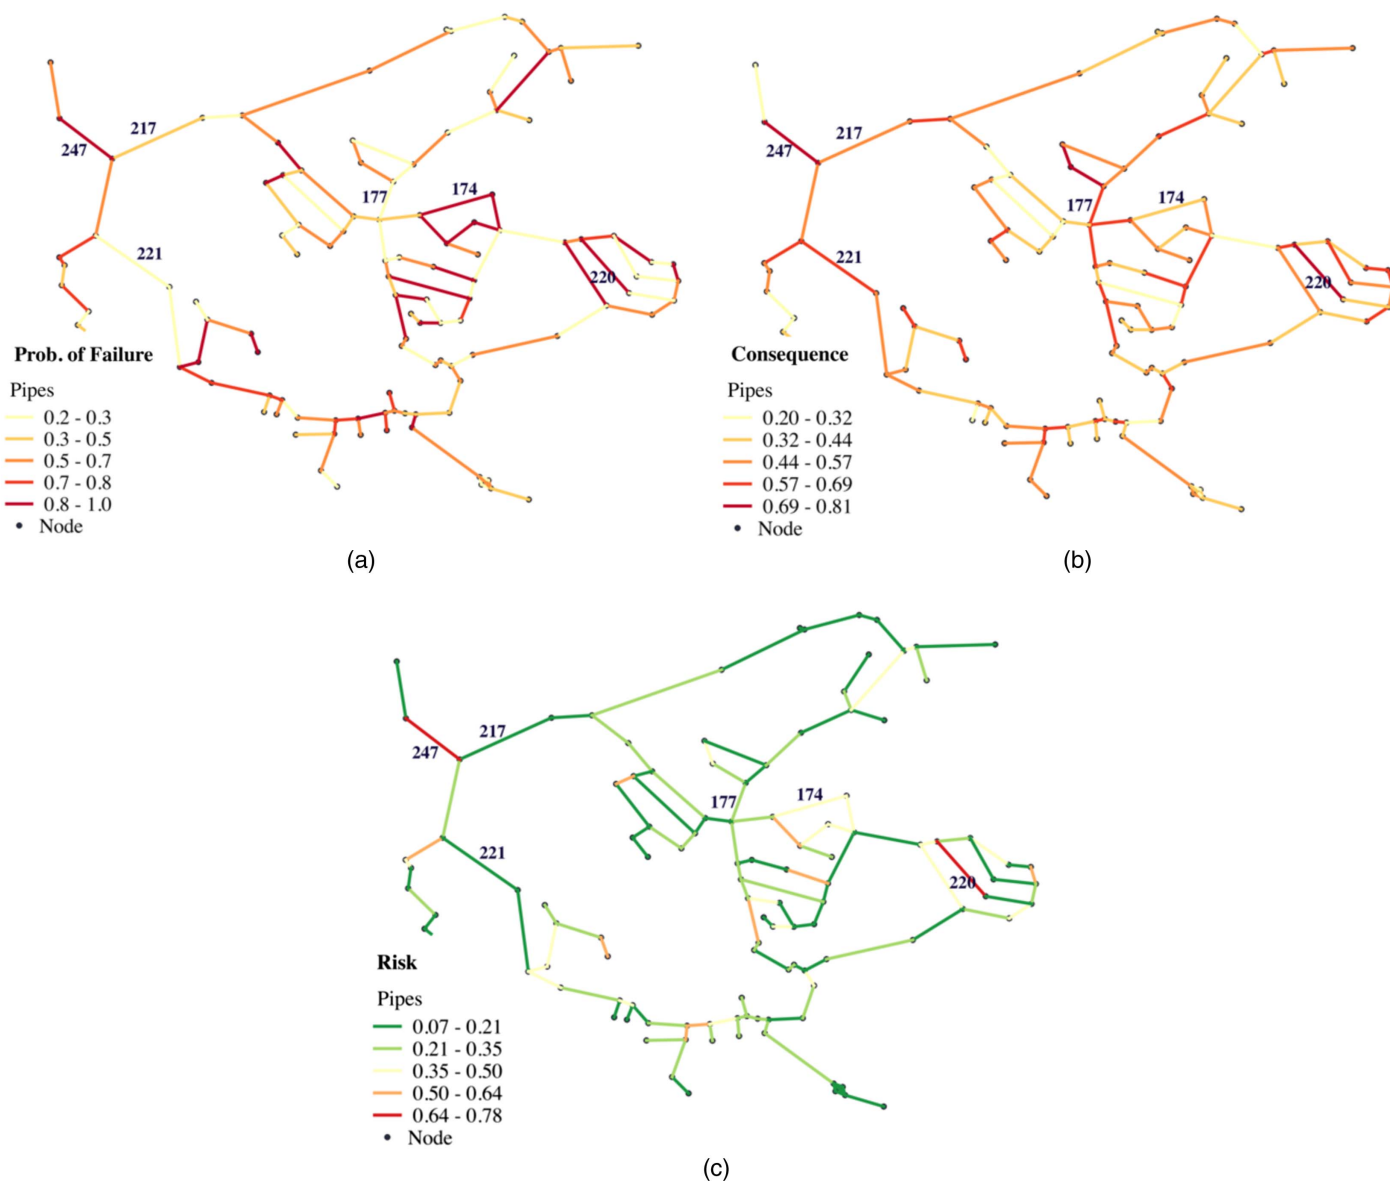 217
247
177
174
221
220
Prob. of Failure
Pipes
0.2 - 0.3
0.3 - 0.5
0.5 - 0.7
0.7 - 0.8
0.8 - 1.0
Node
(a)
217
247
177
174
221
220
Consequence
Pipes
0.20 - 0.32
0.32 - 0.44
0.44 - 0.57
0.57 - 0.69
0.69 - 0.81
Node
(b)
217
247
177
174
221
220
Risk
Pipes
0.07 - 0.21
0.21 - 0.35
0.35 - 0.50
0.50 - 0.64
0.64 - 0.78
Node
(c)